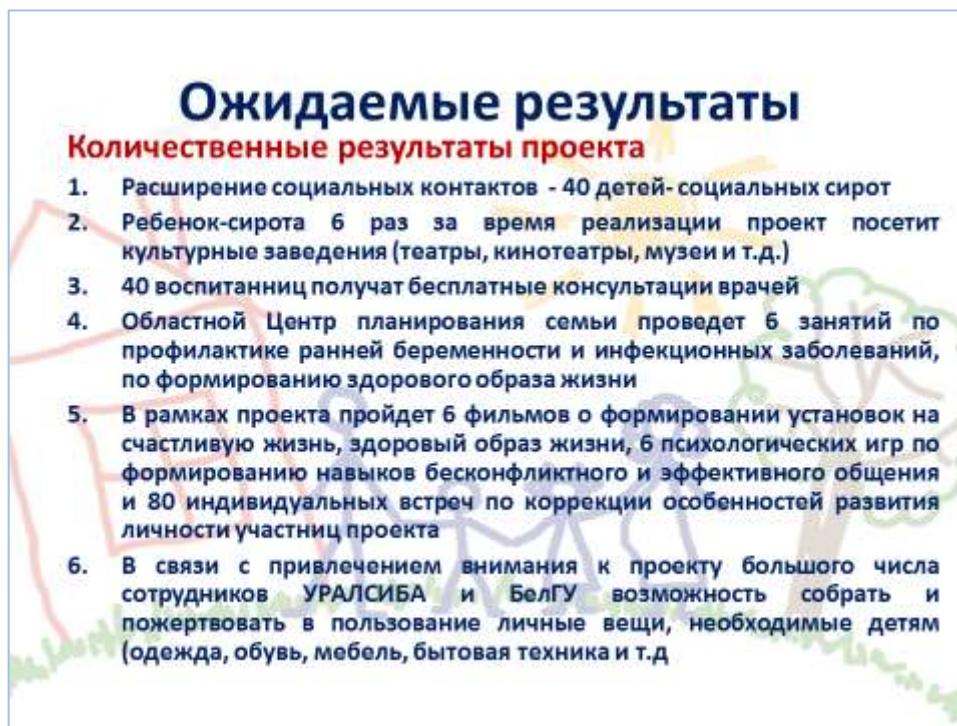 Ожидаемые результаты
Количественные результаты проекта
1. Расширение социальных контактов - 40 детей- социальных сирот
2. Ребенок-сирота 6 раз за время реализации проект посетит
культурные заведения (театры, кинотеатры, музеи и т.д.)
3. 40 воспитанниц получат бесплатные консультации врачей
4. Областной Центр планирования семьи проведет 6 занятий по
профилактике ранней беременности и инфекционных заболеваний,
по формированию здорового образа жизни
5. В рамках проекта пройдет 6 фильмов о формировании установок на
счастливую жизнь, здоровый образ жизни, 6 психологических игр по
формированию навыков бесконфликтного и эффективного общения
и 80 индивидуальных встреч по коррекции особенностей развития
личности участниц проекта
6. В связи с привлечением внимания к проекту большого числа
сотрудников УРАЛСИБА и БелГУ возможность собрать и
пожертвовать в пользование личные вещи, необходимые детям
(одежда, обувь, мебель, бытовая техника и т.д